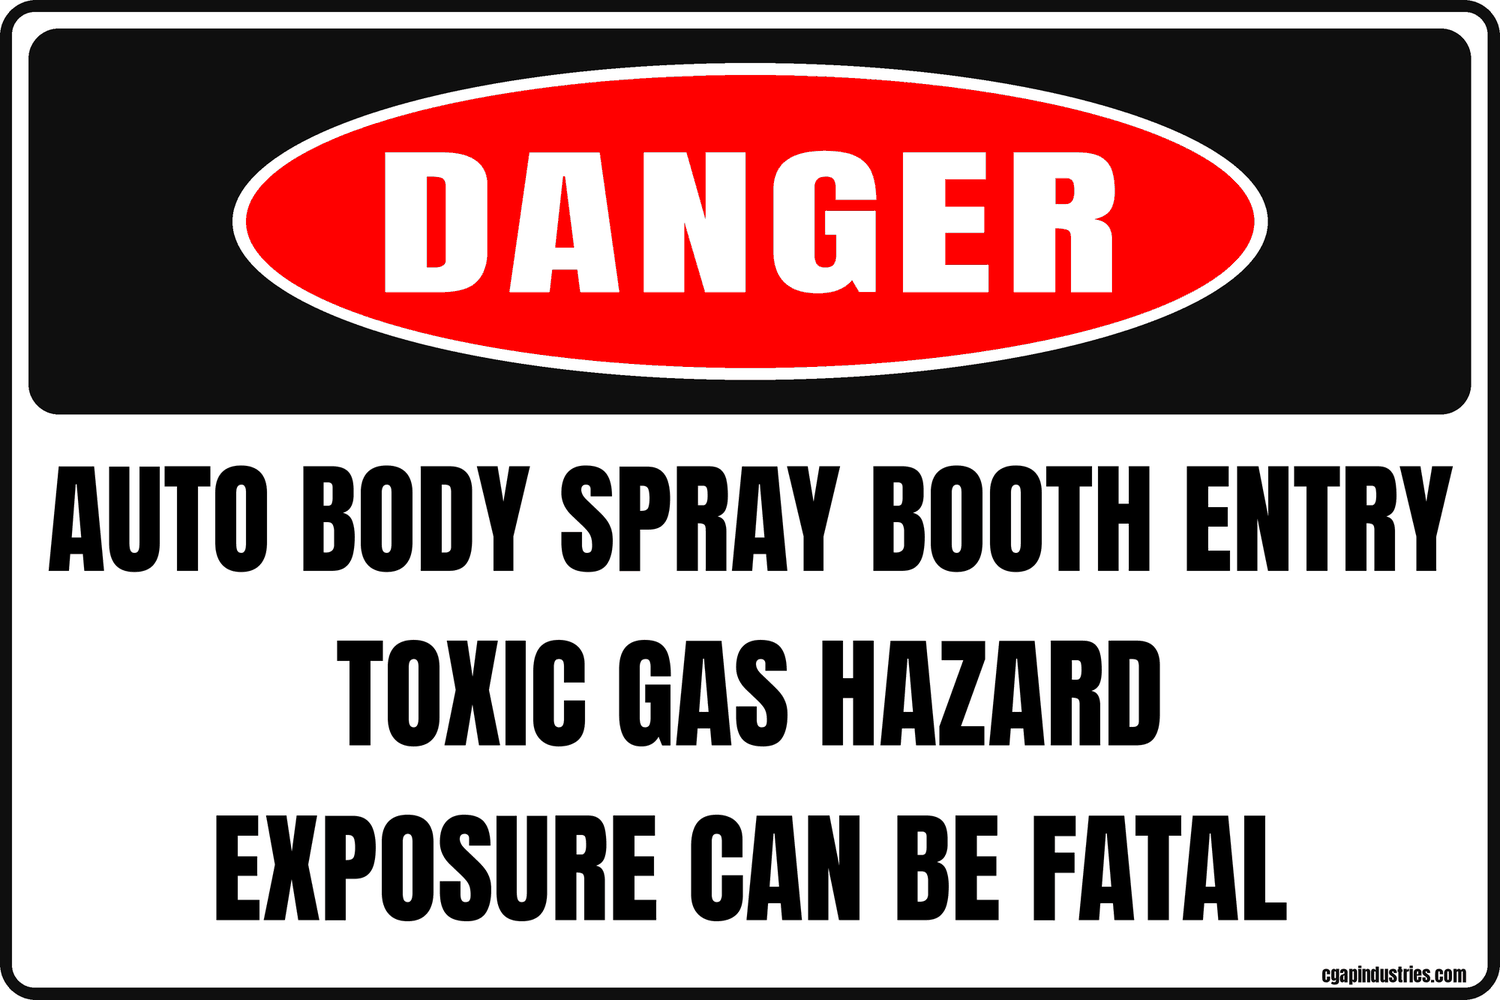 DANGER
AUTO BODY SPRAY BOOTH ENTRY
TOXIC GAS HAZARD
EXPOSURE CAN BE FATAL
cgapindustries.com